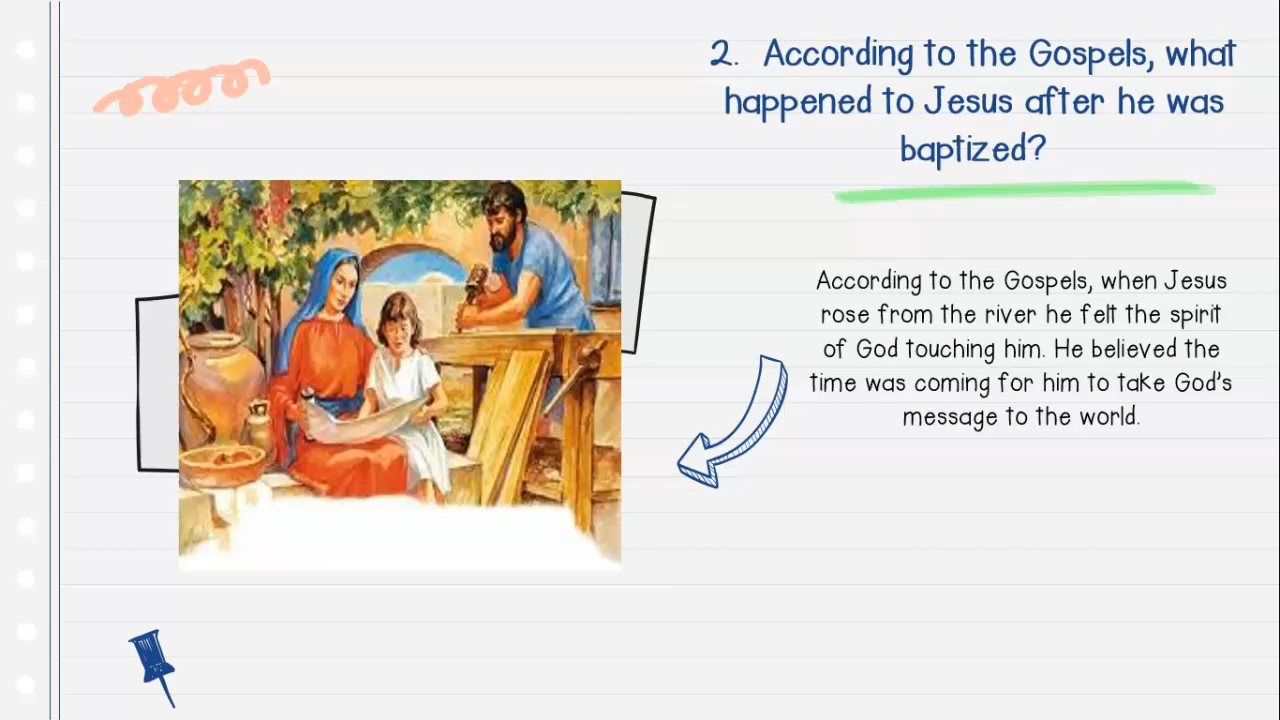 2. According to the Gospels, what
happened to Jesus after he was
baptized?
According to the Gospels, when Jesus
rose from the river he felt the spirit
of God touching him. He believed the
time was coming for him to take God's
message to the world.